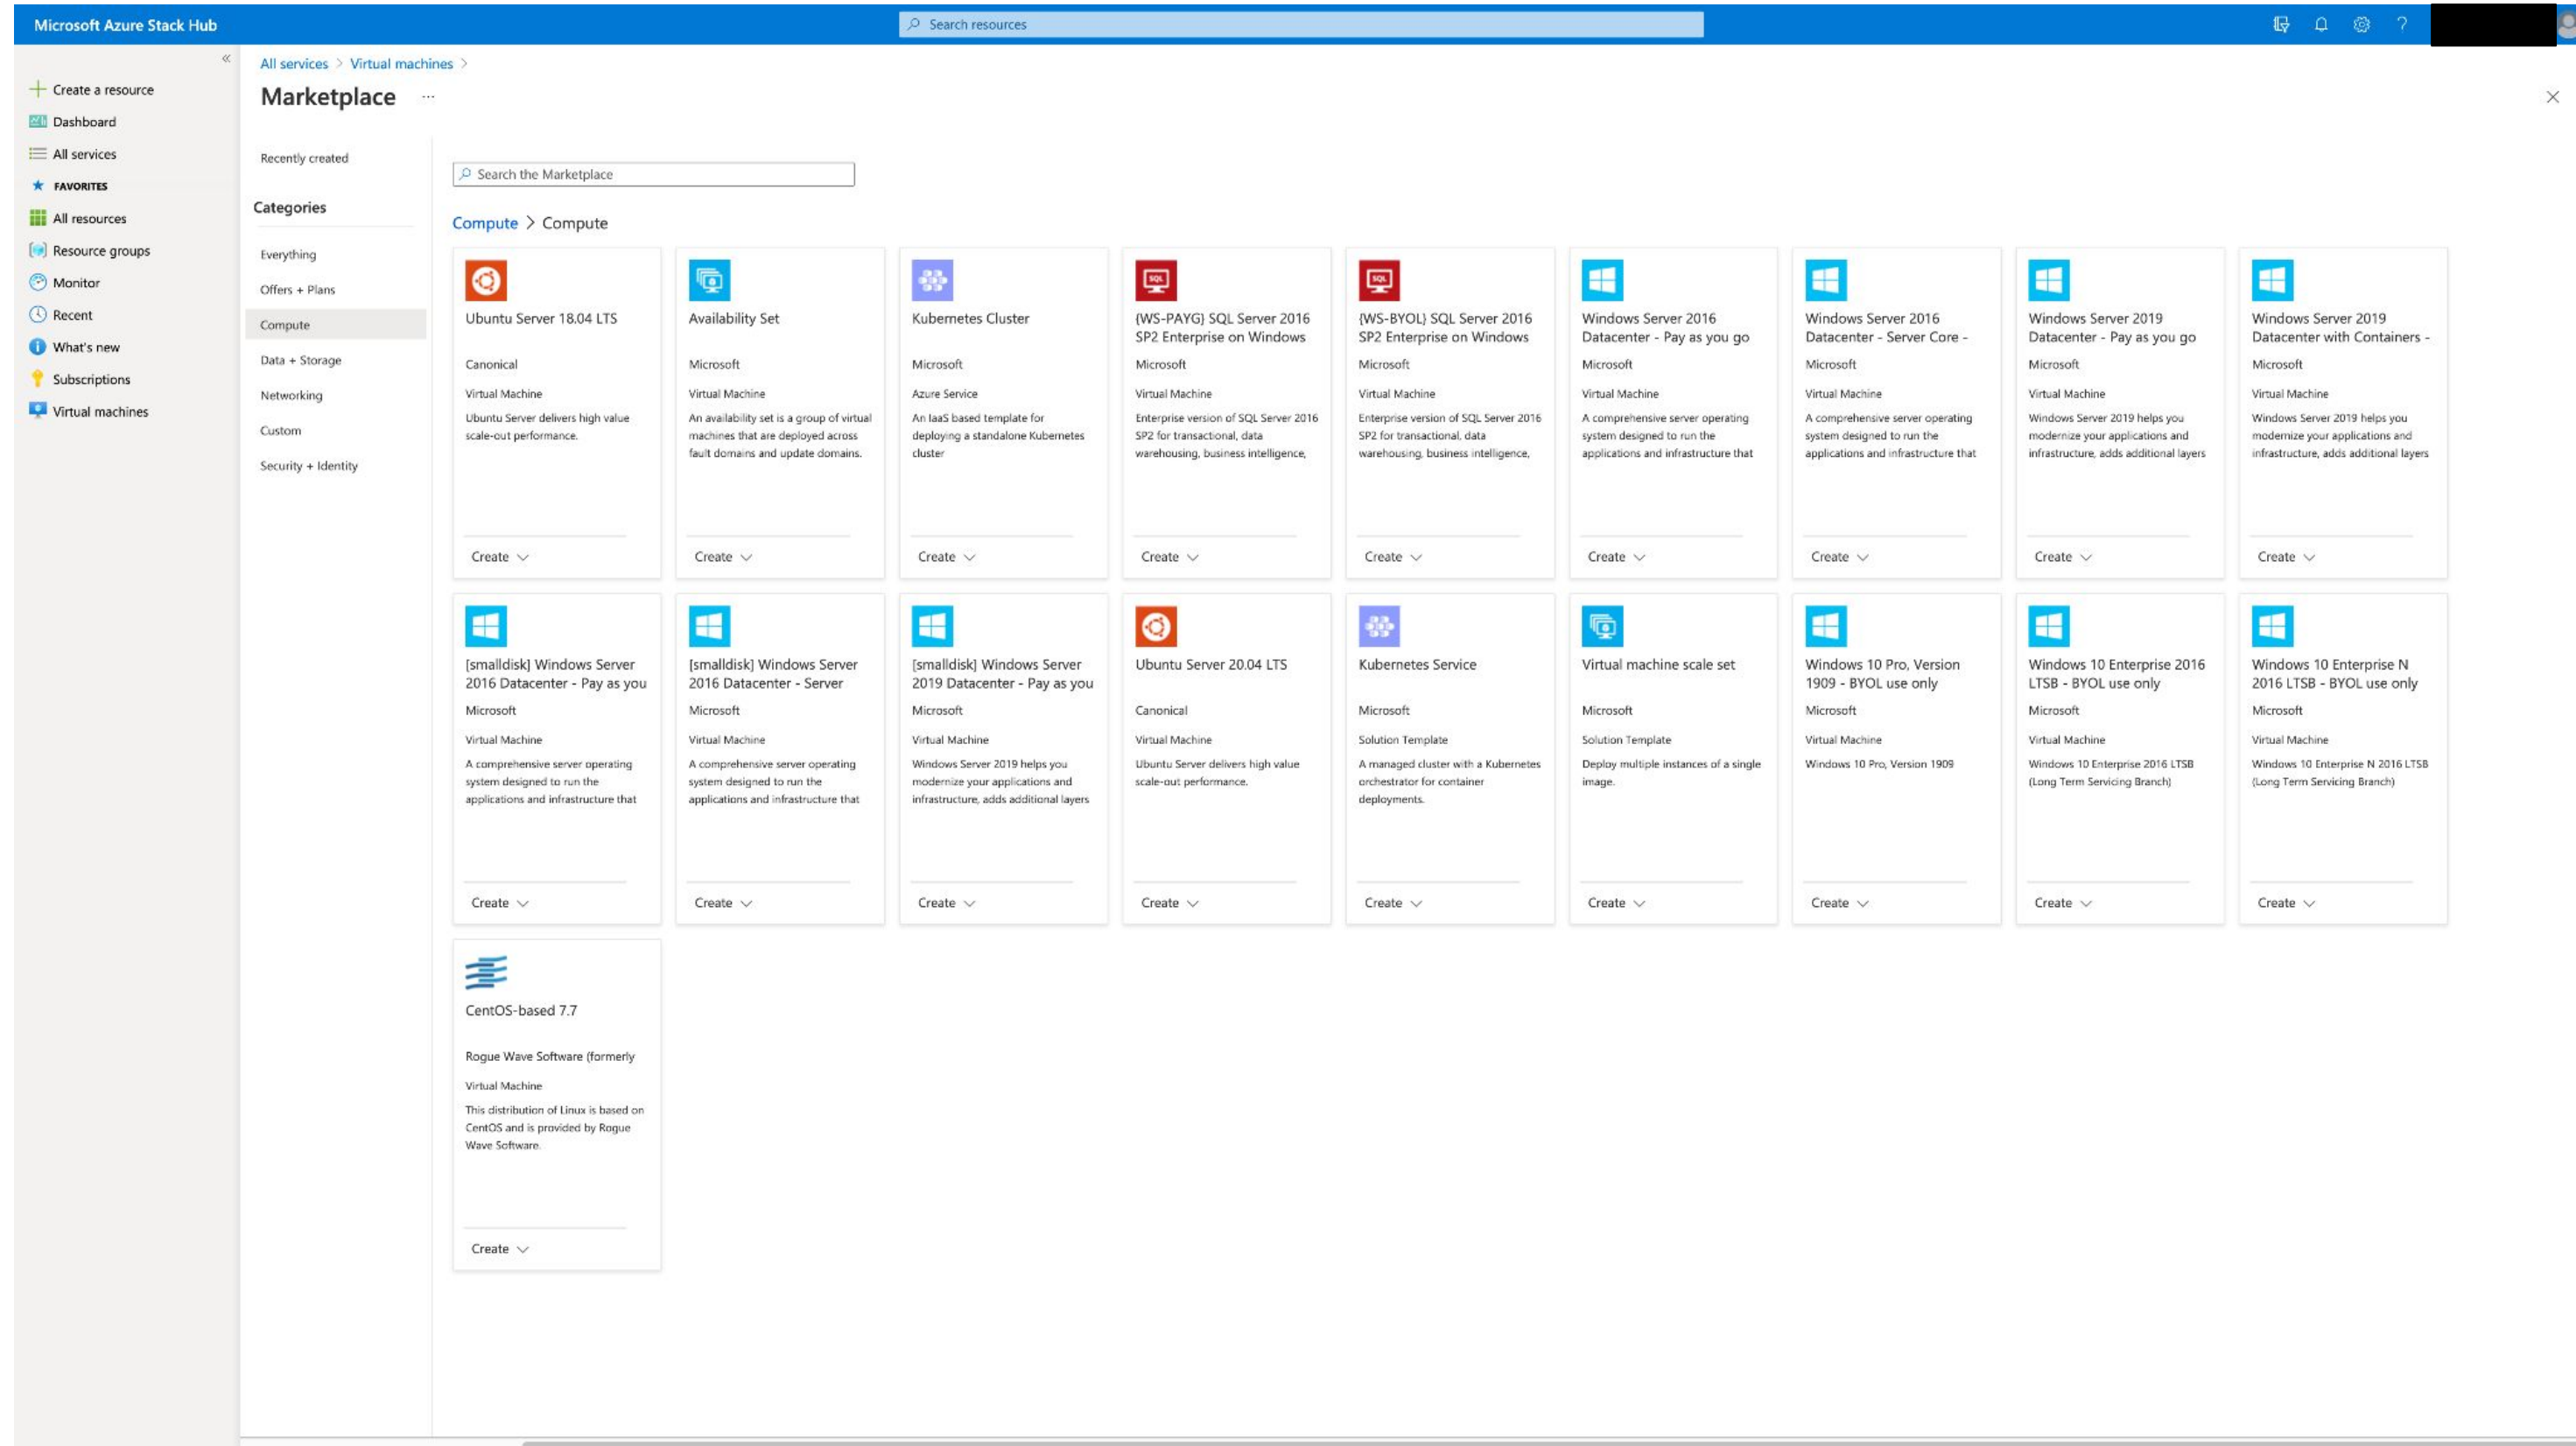 Microsoft Azure Stack Hub
Search resources
?
«
Create a resource
Dashboard
All services
FAVORITES
All resources
Resource groups
Monitor
Recent
What's new
Subscriptions
Virtual machines
All services > Virtual machines >
Marketplace ...
Recently created
Categories
Everything
Offers + Plans
Compute
Data + Storage
Networking
Custom
Security + Identity
Search the Marketplace
Compute > Compute
Ubuntu Server 18.04 LTS
Canonical
Virtual Machine
Ubuntu Server delivers high value
scale-out performance.
Create
Availability Set
Microsoft
Virtual Machine
An availability set is a group of virtual
machines that are deployed across
fault domains and update domains.
Create
Kubernetes Cluster
Microsoft
Azure Service
An IaaS based template for
deploying a standalone Kubernetes
cluster
Create
SQL
{WS-PAYG} SQL Server 2016
SP2 Enterprise on Windows
Microsoft
Virtual Machine
Enterprise version of SQL Server 2016
SP2 for transactional, data
warehousing, business intelligence,
Create
SQL
{WS-BYOL} SQL Server 2016
SP2 Enterprise on Windows
Microsoft
Virtual Machine
Enterprise version of SQL Server 2016
SP2 for transactional, data
warehousing, business intelligence,
Create
Windows Server 2016
Datacenter - Pay as you go
Microsoft
Virtual Machine
A comprehensive server operating
system designed to run the
applications and infrastructure that
Create
Windows Server 2016
Datacenter - Server Core -
Microsoft
Virtual Machine
A comprehensive server operating
system designed to run the
applications and infrastructure that
Create
Windows Server 2019
Datacenter - Pay as you go
Microsoft
Virtual Machine
Windows Server 2019 helps you
modernize your applications and
infrastructure, adds additional layers
Create
Windows Server 2019
Datacenter with Containers -
Microsoft
Virtual Machine
Windows Server 2019 helps you
modernize your applications and
infrastructure, adds additional layers
Create
[smalldisk] Windows Server
2016 Datacenter - Pay as you
Microsoft
Virtual Machine
A comprehensive server operating
system designed to run the
applications and infrastructure that
Create
[smalldisk] Windows Server
2016 Datacenter - Server
Microsoft
Virtual Machine
A comprehensive server operating
system designed to run the
applications and infrastructure that
Create
[smalldisk] Windows Server
2019 Datacenter - Pay as you
Microsoft
Virtual Machine
Windows Server 2019 helps you
modernize your applications and
infrastructure, adds additional layers
Create
Ubuntu Server 20.04 LTS
Canonical
Virtual Machine
Ubuntu Server delivers high value
scale-out performance.
Create
Kubernetes Service
Microsoft
Solution Template
A managed cluster with a Kubernetes
orchestrator for container
deployments.
Create
Virtual machine scale set
Microsoft
Solution Template
Deploy multiple instances of a single
image.
Create
Windows 10 Pro, Version
1909 - BYOL use only
Microsoft
Virtual Machine
Windows 10 Pro, Version 1909
Create
Windows 10 Enterprise 2016
LTSB - BYOL use only
Microsoft
Virtual Machine
Windows 10 Enterprise 2016 LTSB
(Long Term Servicing Branch)
Create
Windows 10 Enterprise N
2016 LTSB - BYOL use only
Microsoft
Virtual Machine
Windows 10 Enterprise N 2016 LTSB
(Long Term Servicing Branch)
Create
CentOS-based 7.7
Rogue Wave Software (formerly
Virtual Machine
This distribution of Linux is based on
CentOS and is provided by Rogue
Wave Software.
Create